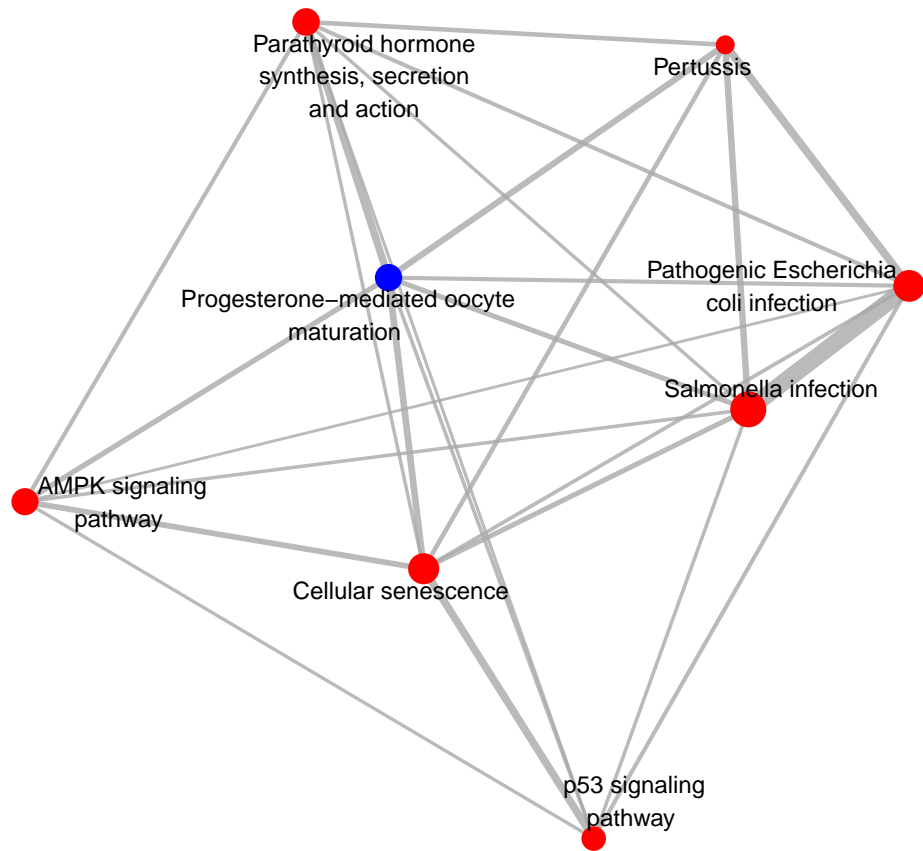 Parathyroid hormone
synthesis, secretion
and action
Pertussis
Pathogenic Escherichia
coli infection
Progesterone−mediated oocyte
maturation
Salmonella infection
AMPK signaling
pathway
Cellular senescence
p53 signaling
pathway